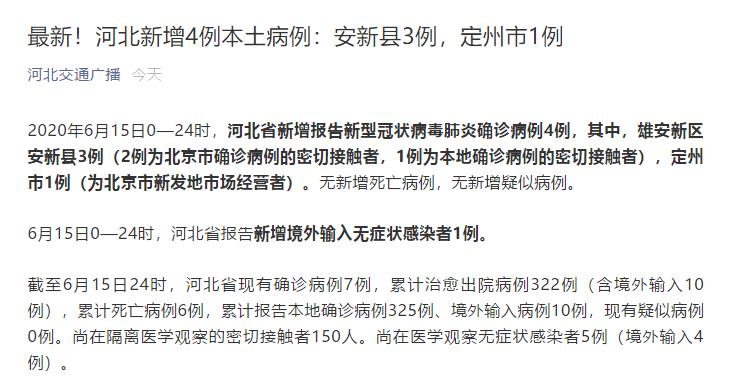 最新！河北新增4例本土病例：安新县3例，定州市1例
河北交通广播 今天
2020年6月15日0—24时，河北省新增报告新型冠状病毒肺炎确诊病例4例，其中，雄安新区
安新县3例（2例为北京市确诊病例的密切接触者，1例为本地确诊病例的密切接触者），定州
市1例（为北京市新发地市场经营者）。无新增死亡病例，无新增疑似病例。
6月15日0—24时，河北省报告新增境外输入无症状感染者1例。
截至6月15日24时，河北省现有确诊病例7例，累计治愈出院病例322例（含境外输入10
例），累计死亡病例6例，累计报告本地确诊病例325例、境外输入病例10例，现有疑似病例
0例。尚在隔离医学观察的密切接触者150人。尚在医学观察无症状感染者5例（境外输入4
例）。